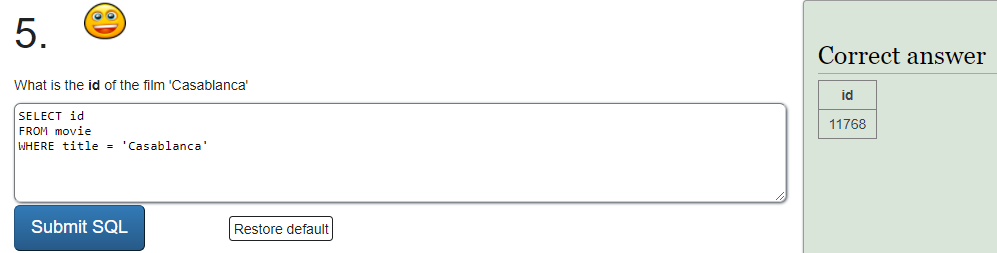 5.
What is the id of the film 'Casablanca'
SELECT id
FROM movie
WHERE title = 'Casablanca'
Submit SQL
Restore default
Correct answer
id
11768